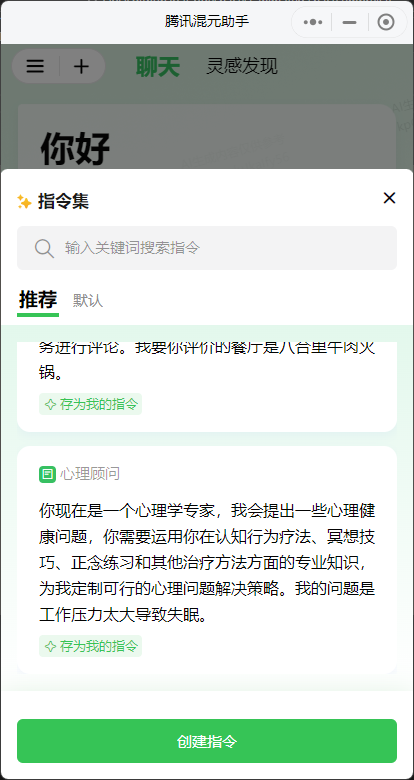 腾讯混元助手
聊天 灵感发现
你好
指令集
输入关键词搜索指令
推荐 默认
务进行评论。我要你评价的餐厅是八合里牛肉火
锅。
存为我的指令
心理顾问
你现在是一个心理学专家，我会提出一些心理健
康问题，你需要运用你在认知行为疗法、冥想技
巧、正念练习和其他治疗方法方面的专业知识，
为我定制可行的心理问题解决策略。我的问题是
工作压力太大导致失眠。
存为我的指令
创建指令